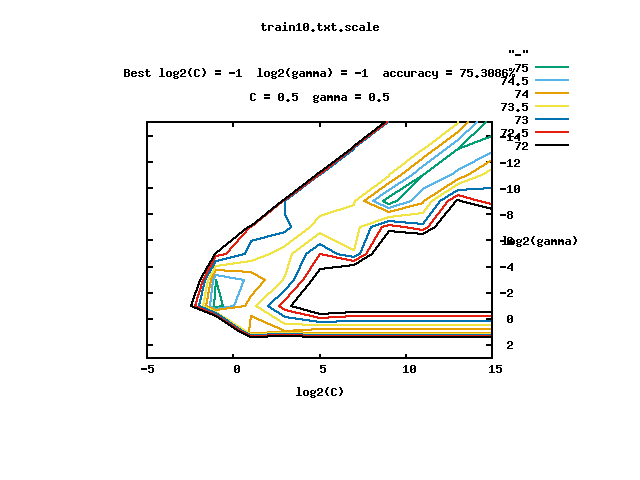 train10.txt.scale
"-"
Best log2(C) = -1  log2(gamma) = -1  accuracy = 75.3086%
75
74.5
C = 0.5  gamma = 0.5
74
73.5
73
72.5
72
-14
-12
-10
-8
-6
log2(gamma)
-4
-2
0
2
-5 0 5 10 15
log2(C)